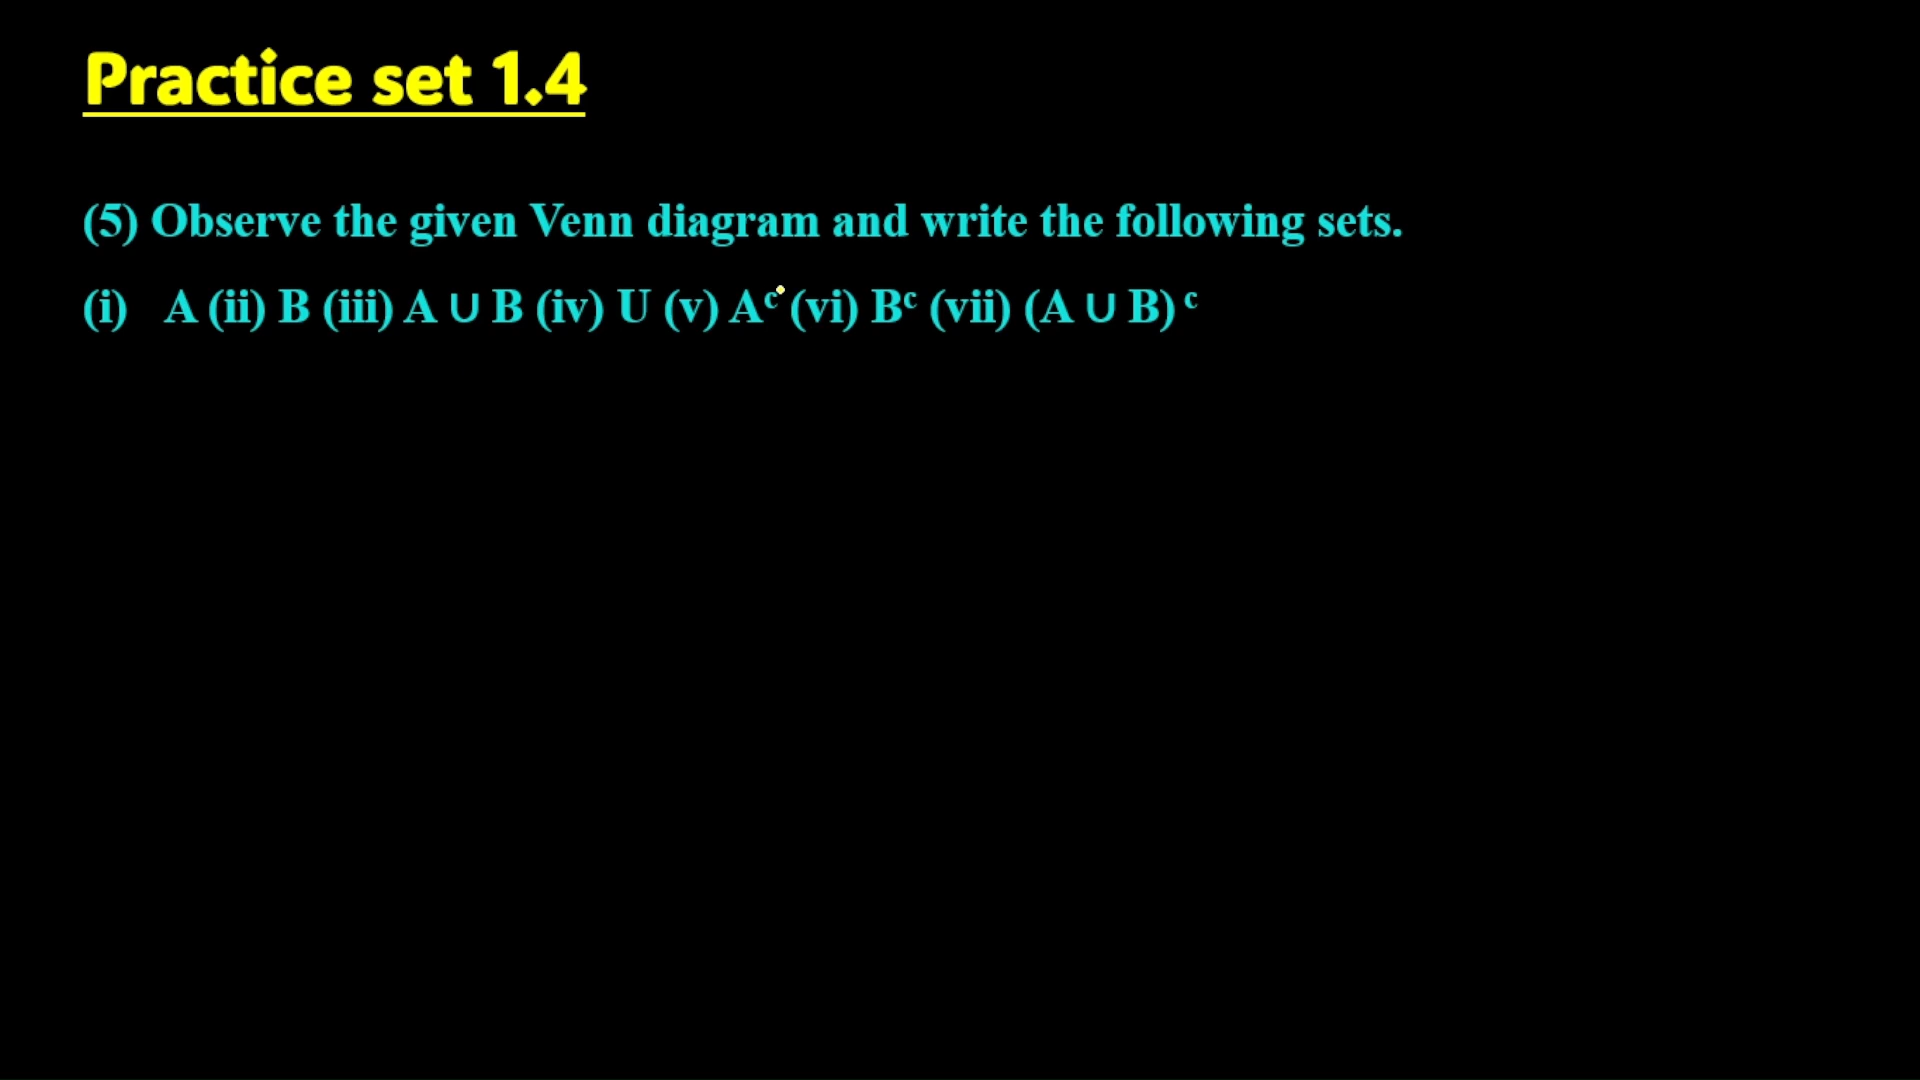 Practice set 1.4
(5) Observe the given Venn diagram and write the following sets.
(i) A (ii) B (iii) A ∪ B (iv) U (v) Aᶜ (vi) Bᶜ (vii) (A ∪ B) ᶜ